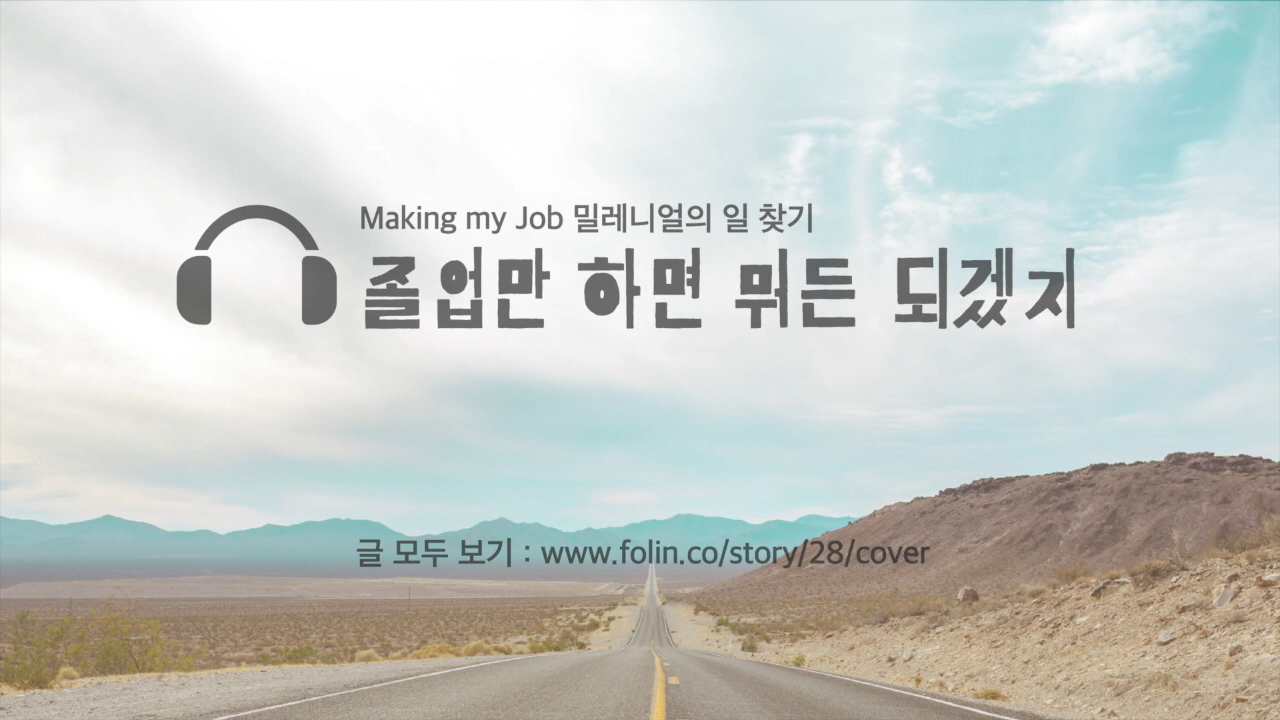 Making my Job 밀레니얼의 일 찾기
졸업만 하면 뭐든 되겠지
글 모두 보기 : www.folin.co/story/28/cover